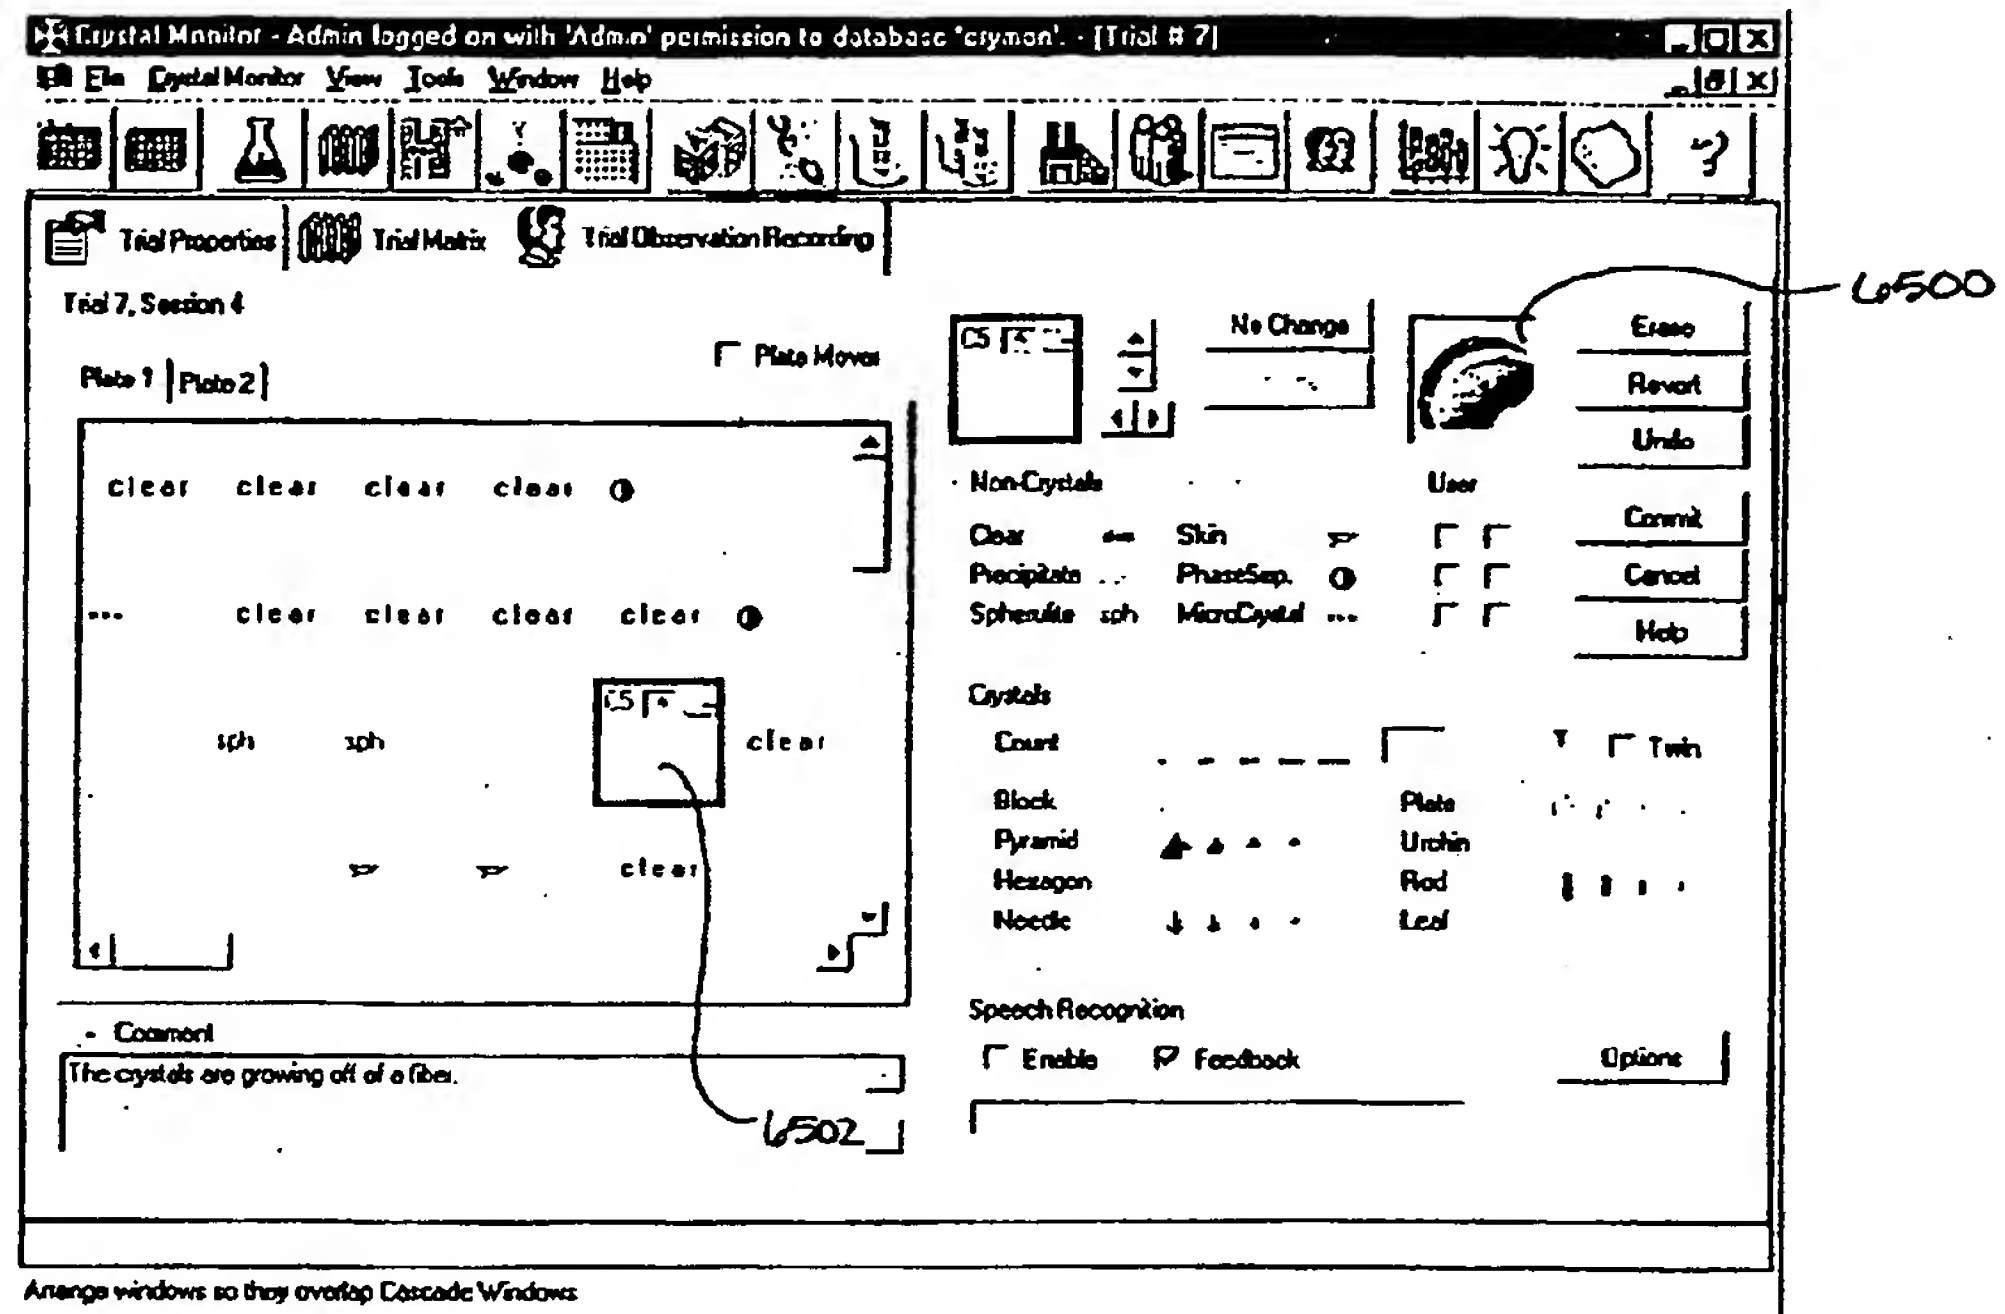 Crystal Monitor - Admin logged on with 'Admin' permission to database 'crymon'. - [Trial # 7]
File Crystal Monitor View Tools Window Help
Trial Properties Trial Matrix Trial Observation Recording
6500
Trial 7, Session 4
Plate 1 Plate 2 Plate Moves
C5 4 No Change Erase
Revert
Undo
clear clear clear clear
Non-Crystals User
Clear Skin Commit
Precipitate PhaseSep. Cancel
Spherulite sph MicroCrystal Help
clear clear clear clear
Crystals
C5 4
sph sph clear
Count Twin
Block Plate
Pyramid Urchin
clear
Hexagon Rod
Needle Leaf
Speech Recognition
Comment
Enable Feedback Options
The crystals are growing off of a fiber.
6502
Arrange windows so they overlap Cascade Windows